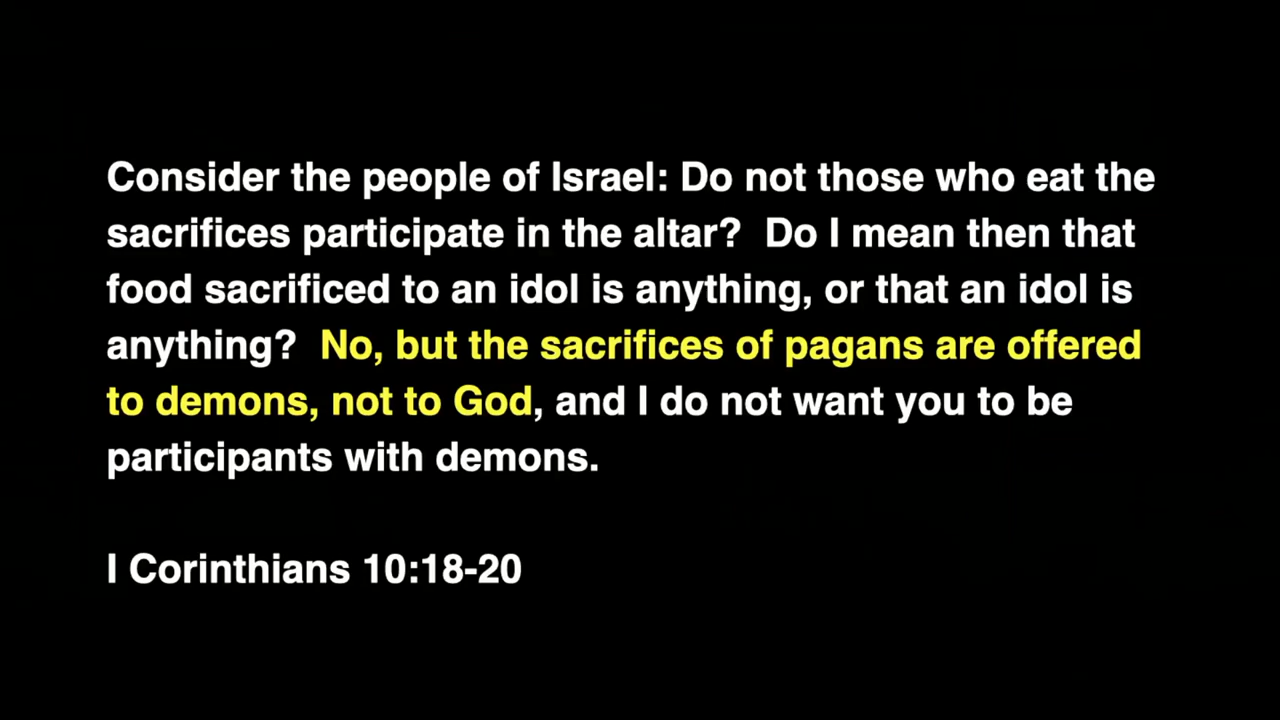 Consider the people of Israel: Do not those who eat the
sacrifices participate in the altar?  Do I mean then that
food sacrificed to an idol is anything, or that an idol is
anything?  No, but the sacrifices of pagans are offered
to demons, not to God, and I do not want you to be
participants with demons.
I Corinthians 10:18-20